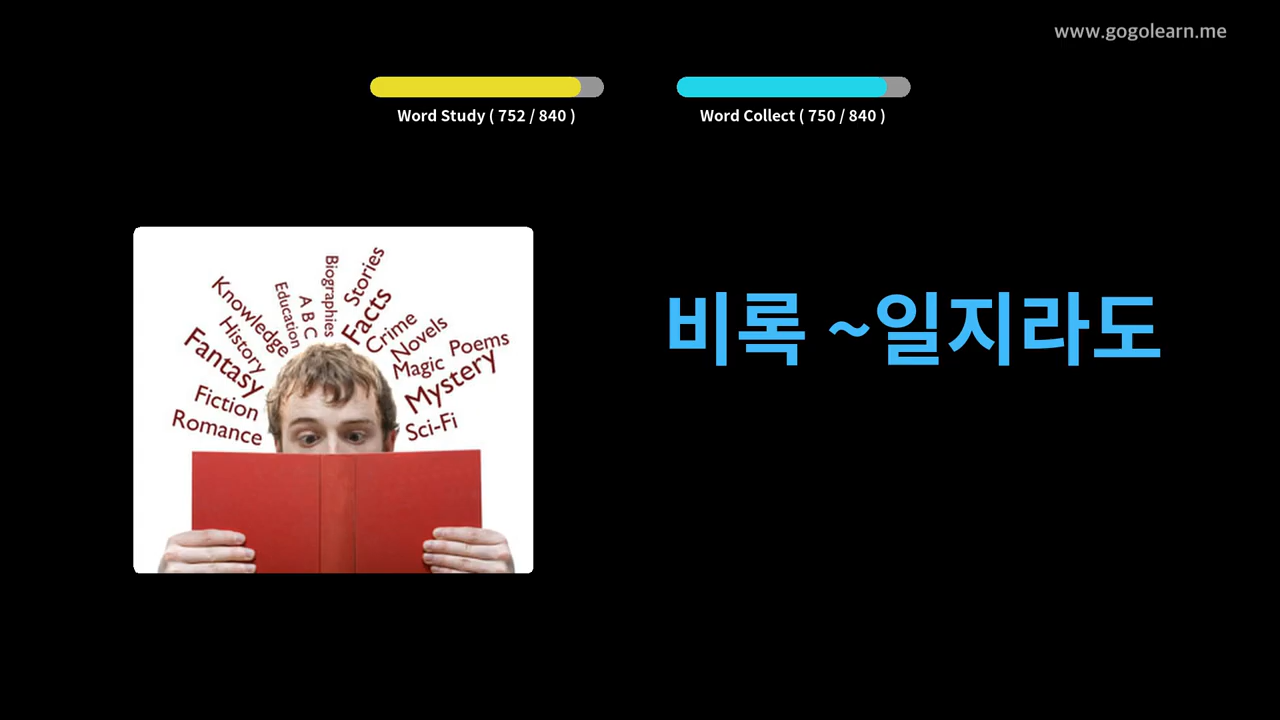 www.gogolearn.me
Word Study ( 752 / 840 )
Word Collect ( 750 / 840 )
비록 ~일지라도
Knowledge
Education
A B C
Biographies
Stories
Facts
Crime
Novels
Poems
Magic
Mystery
Sci-Fi
History
Fantasy
Fiction
Romance